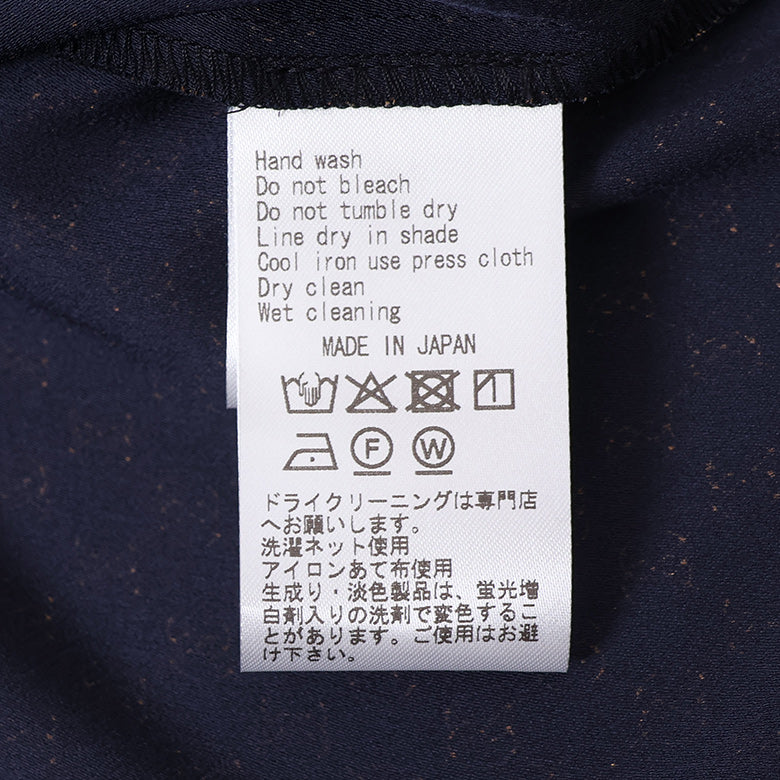 Hand wash
Do not bleach
Do not tumble dry
Line dry in shade
Cool iron use press cloth
Dry clean
Wet cleaning
MADE IN JAPAN
F W
ドライクリーニングは専門店
へお願いします。
洗濯ネット使用
アイロンあて布使用
生成り・淡色製品は、蛍光増
白剤入りの洗剤で変色するこ
とがあります。ご使用はお避
け下さい。